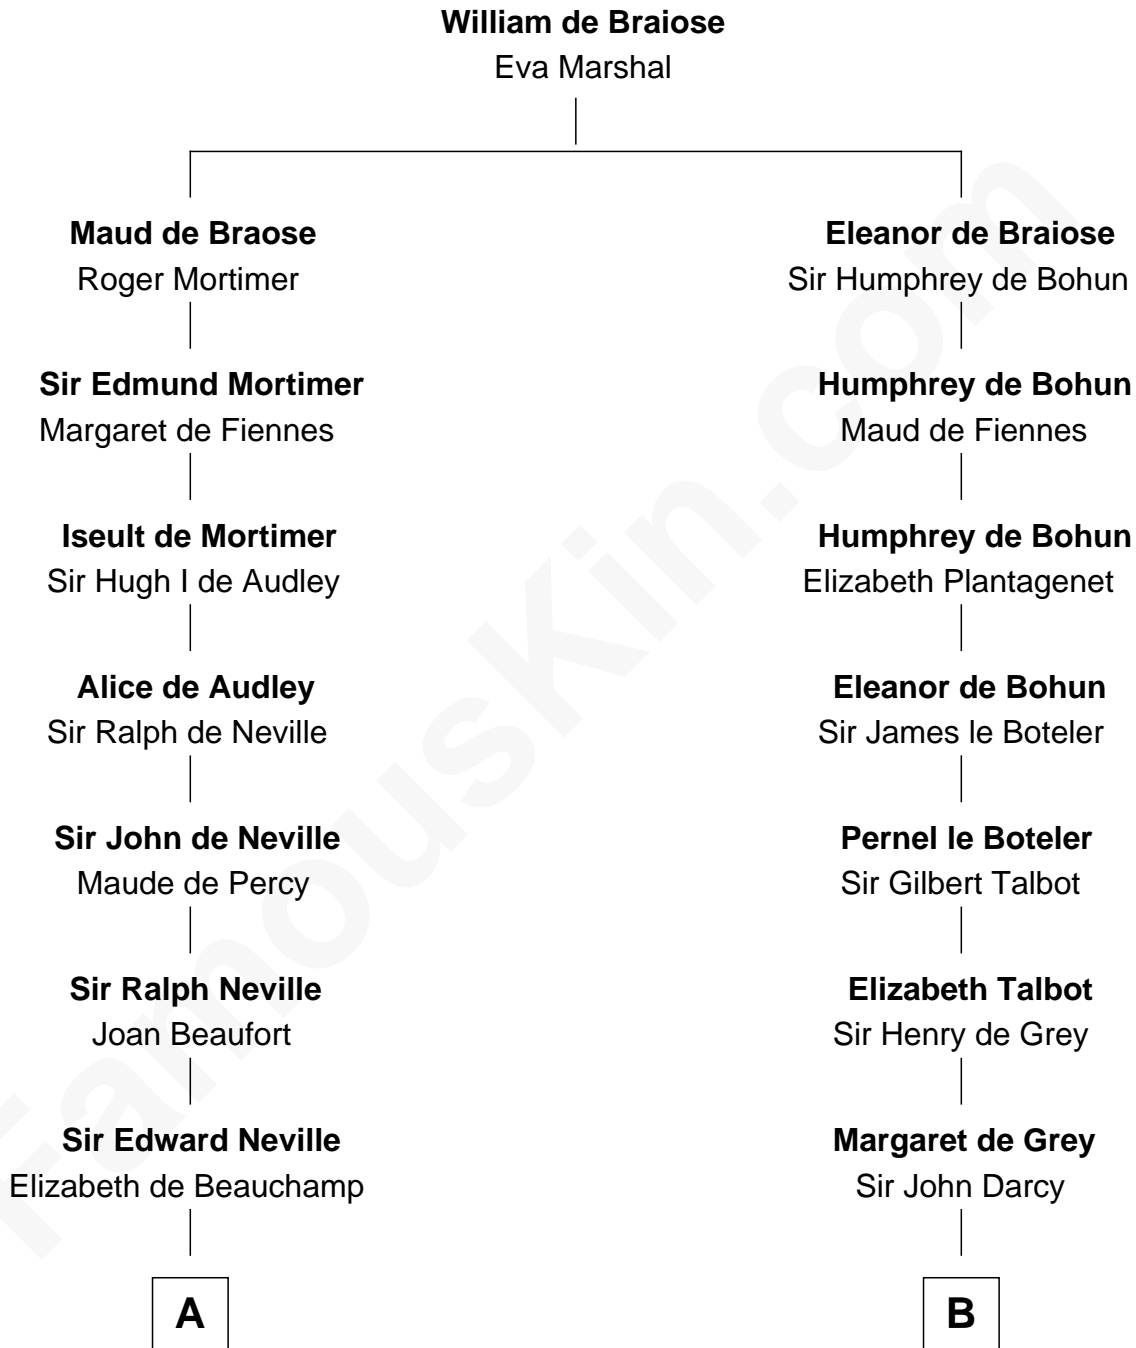 William de Braiose
Eva Marshal
Maud de Braose
Roger Mortimer
Eleanor de Braiose
Sir Humphrey de Bohun
Sir Edmund Mortimer
Margaret de Fiennes
Humphrey de Bohun
Maud de Fiennes
Iseult de Mortimer
Sir Hugh I de Audley
Humphrey de Bohun
Elizabeth Plantagenet
Alice de Audley
Sir Ralph de Neville
Eleanor de Bohun
Sir James le Boteler
Sir John de Neville
Maude de Percy
Pernel le Boteler
Sir Gilbert Talbot
Sir Ralph Neville
Joan Beaufort
Elizabeth Talbot
Sir Henry de Grey
Sir Edward Neville
Elizabeth de Beauchamp
Margaret de Grey
Sir John Darcy
A
B
FamousKin.com